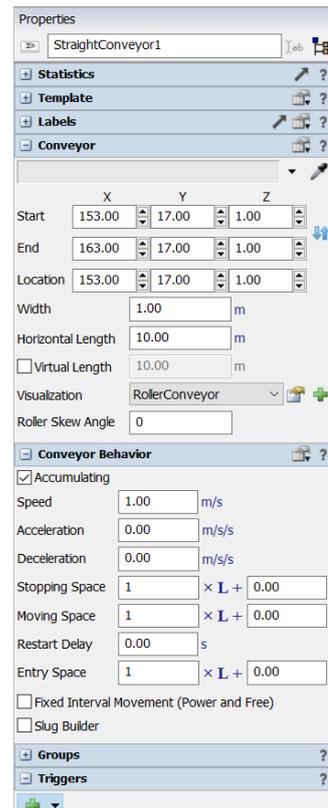 Properties
StraightConveyor1
Statistics ?
Template ?
Labels ?
Conveyor ?
X Y Z
Start 153.00 17.00 1.00
End 163.00 17.00 1.00
Location 153.00 17.00 1.00
Width 1.00 m
Horizontal Length 10.00 m
Virtual Length 10.00 m
Visualization RollerConveyor
Roller Skew Angle 0
Conveyor Behavior ?
Accumulating
Speed 1.00 m/s
Acceleration 0.00 m/s/s
Deceleration 0.00 m/s/s
Stopping Space 1 × L + 0.00
Moving Space 1 × L + 0.00
Restart Delay 0.00 s
Entry Space 1 × L + 0.00
Fixed Interval Movement (Power and Free)
Slug Builder
Groups ?
Triggers ?